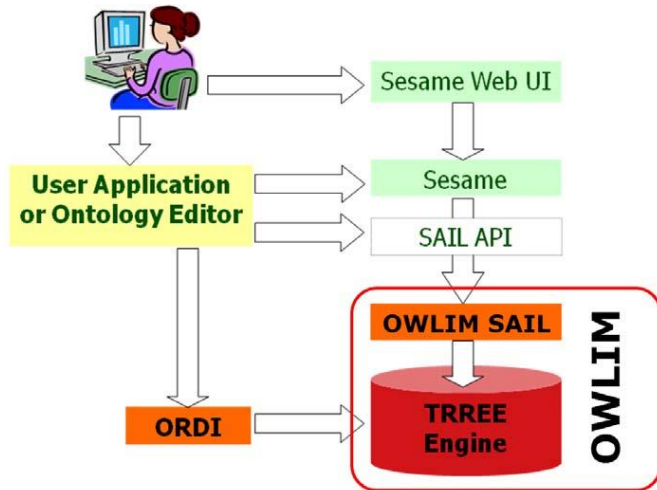 Sesame Web UI
User Application
or Ontology Editor
Sesame
SAIL API
OWLIM SAIL
TRREE
Engine
OWLIM
ORDI